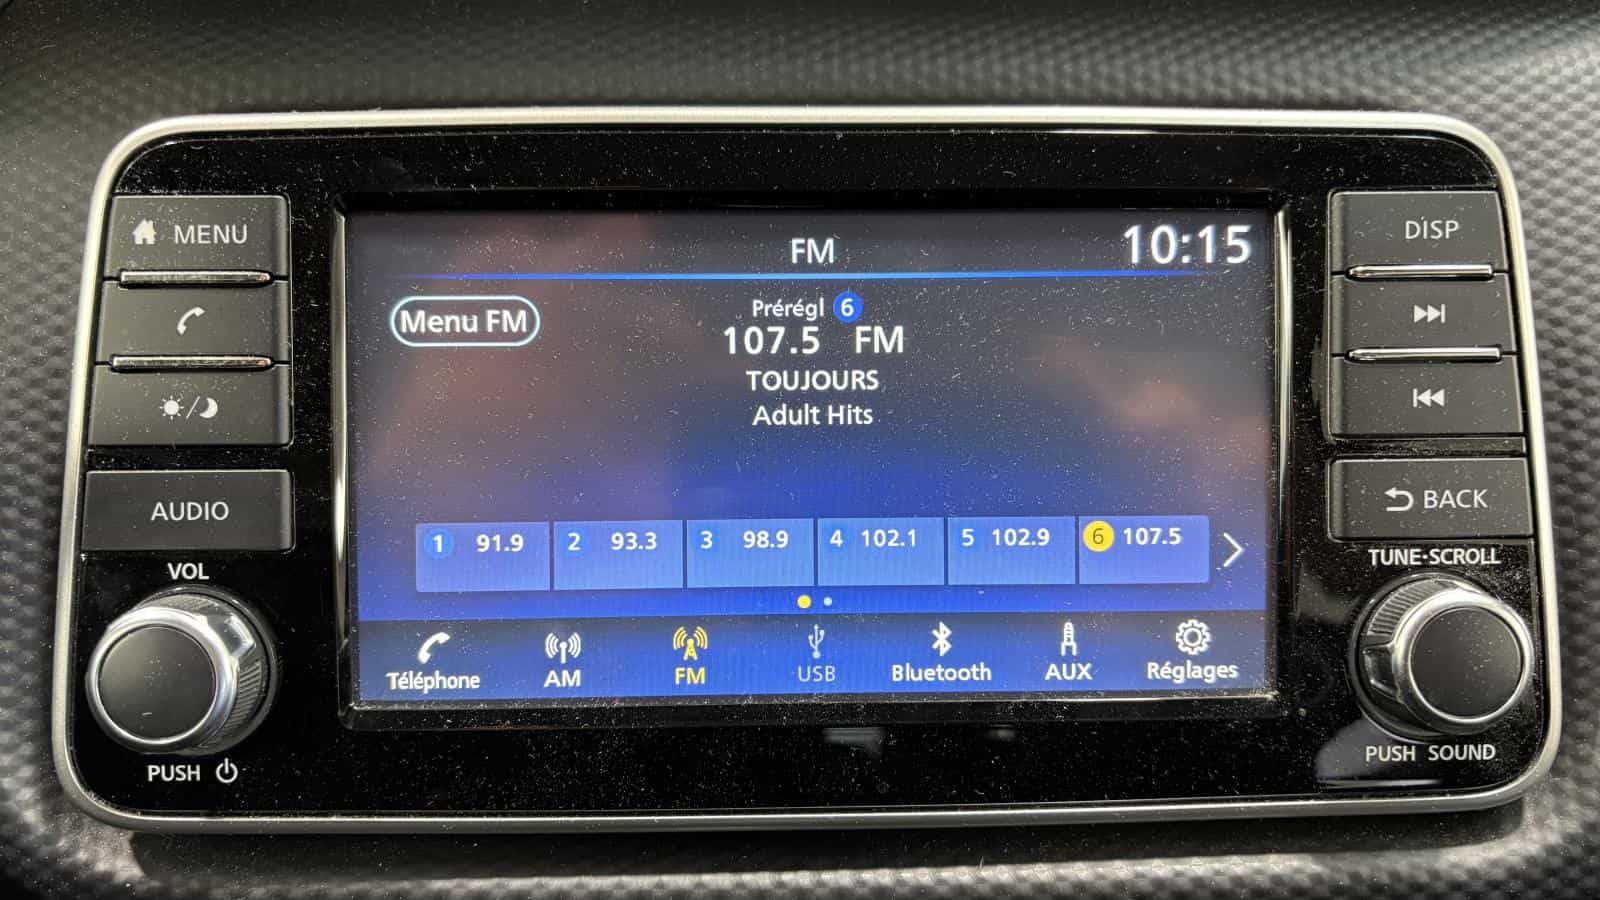 MENU
AUDIO
VOL
PUSH
FM
10:15
Menu FM
Prérégl 6
107.5 FM
TOUJOURS
Adult Hits
1 91.9
2 93.3
3 98.9
4 102.1
5 102.9
6 107.5
Téléphone
AM
FM
USB
Bluetooth
AUX
Réglages
DISP
BACK
TUNE·SCROLL
PUSH SOUND